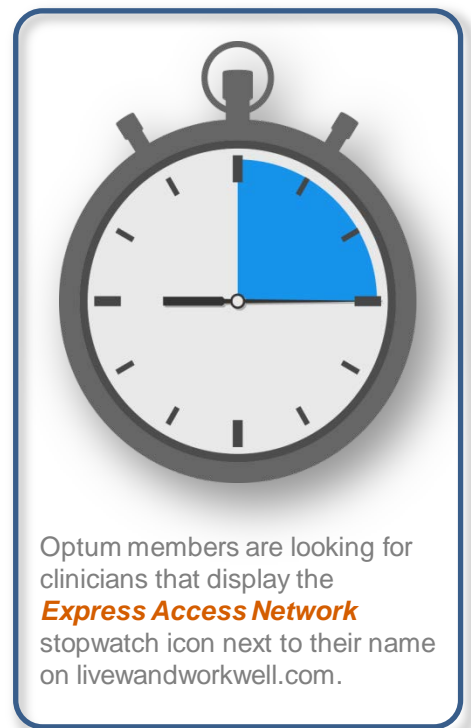 Optum members are looking for
clinicians that display the
Express Access Network
stopwatch icon next to their name
on livewandworkwell.com.